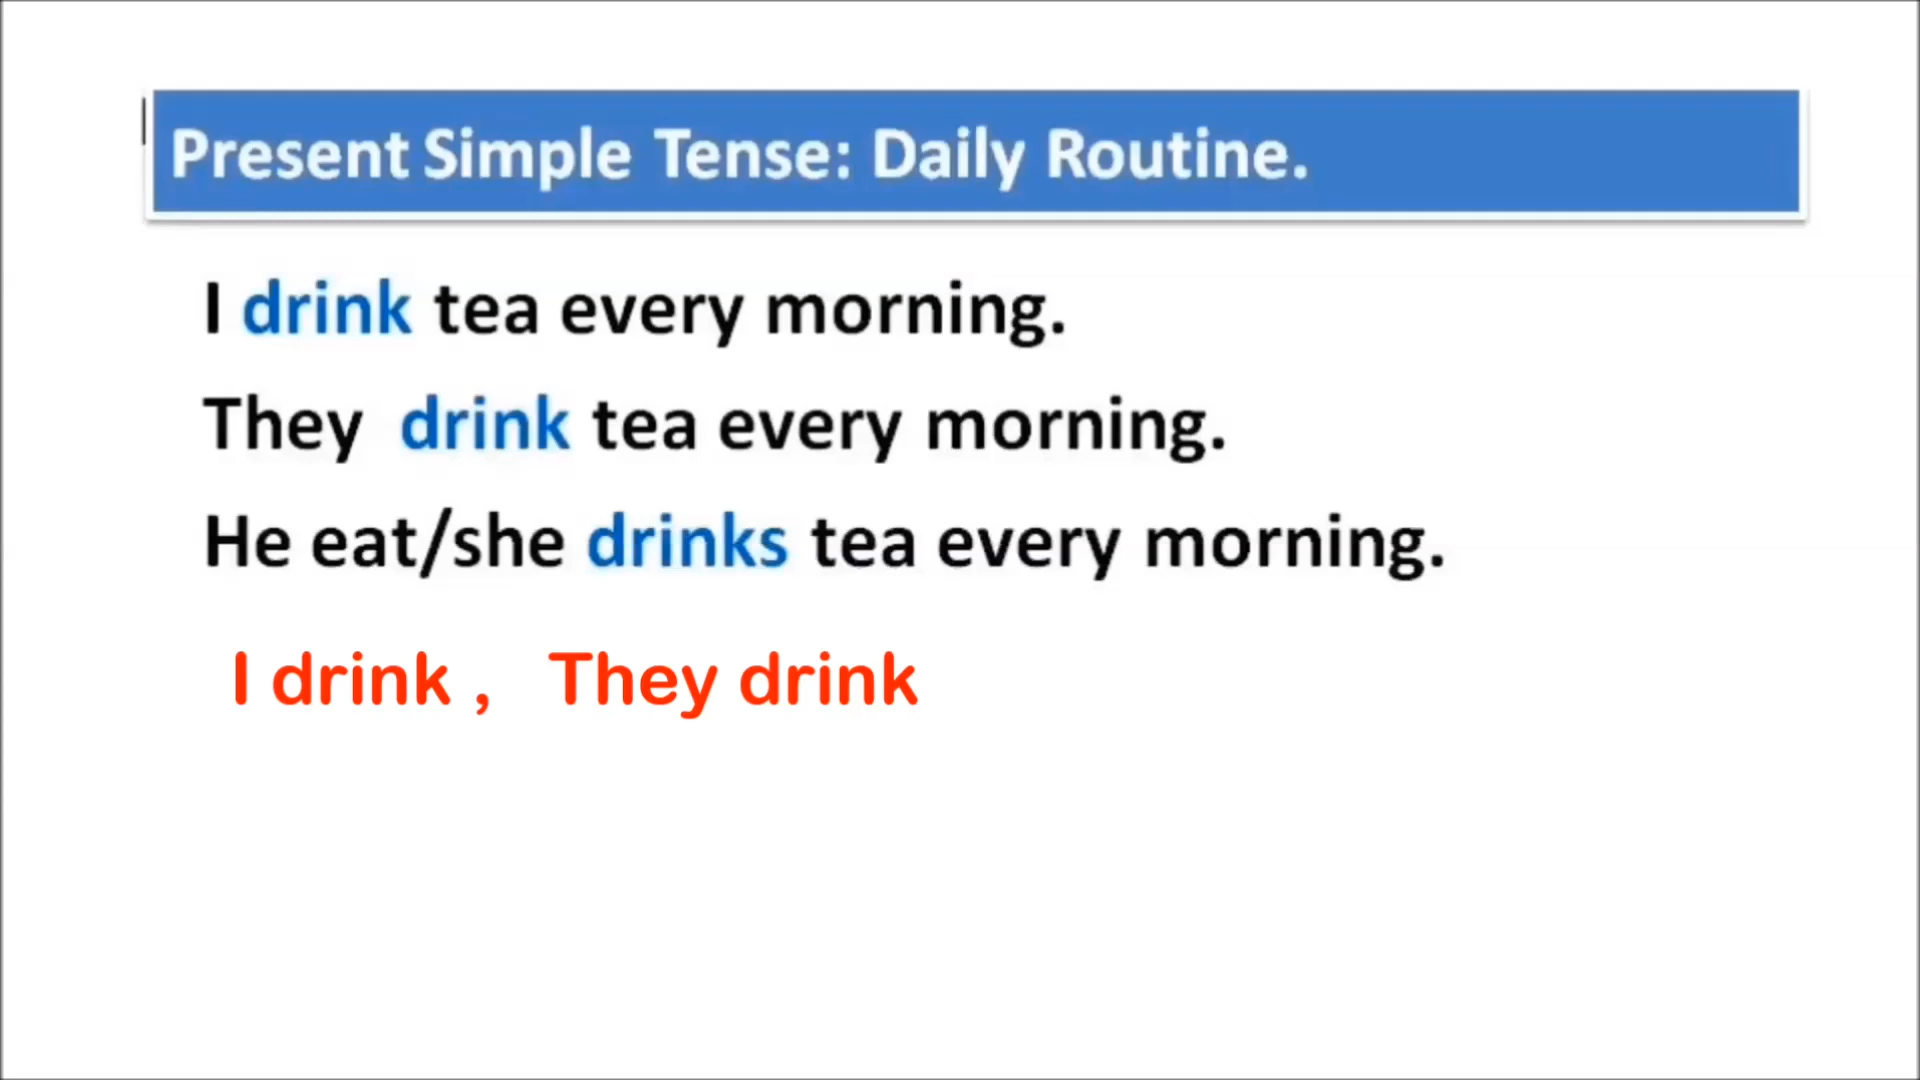 Present Simple Tense: Daily Routine.
I drink tea every morning.
They drink tea every morning.
He eat/she drinks tea every morning.
I drink , They drink